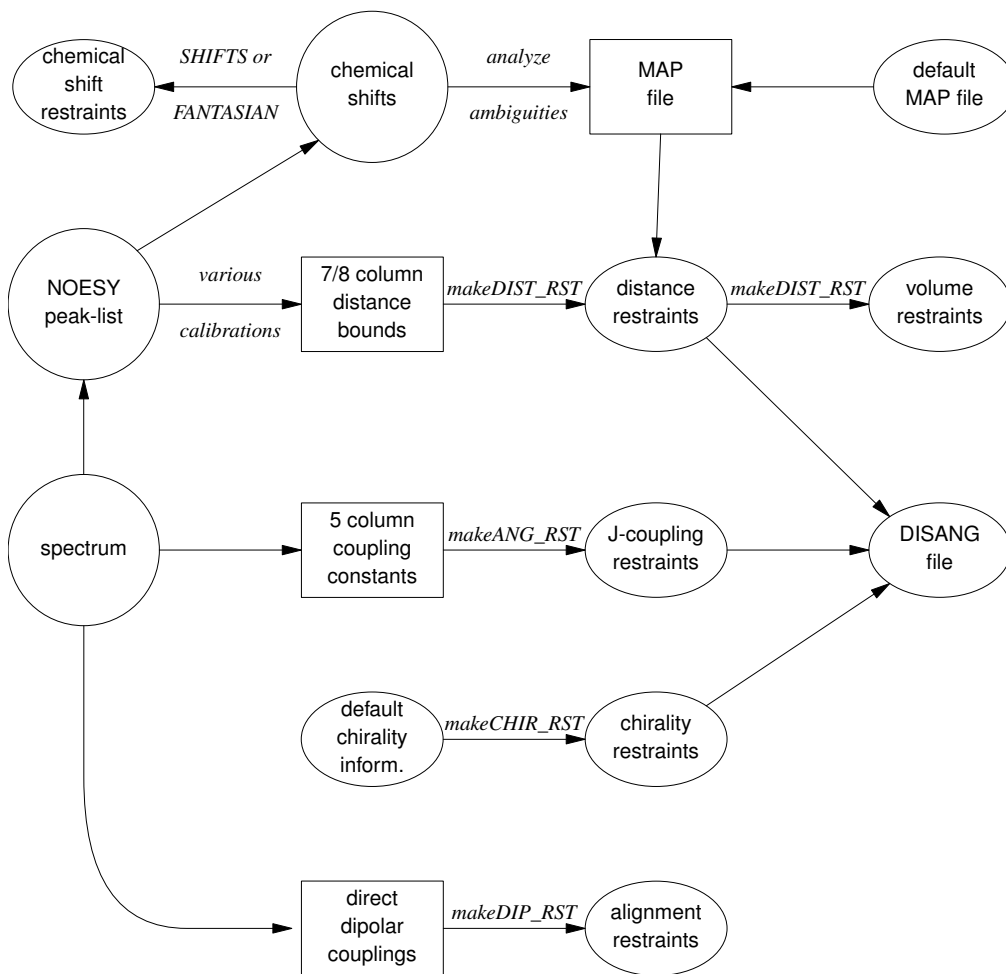 chemical
shift
restraints
SHIFTS or
FANTASIAN
chemical
shifts
analyze
ambiguities
MAP
file
default
MAP file
NOESY
peak-list
various
calibrations
7/8 column
distance
bounds
makeDIST_RST
distance
restraints
makeDIST_RST
volume
restraints
spectrum
5 column
coupling
constants
makeANG_RST
J-coupling
restraints
DISANG
file
default
chirality
inform.
makeCHIR_RST
chirality
restraints
direct
dipolar
couplings
makeDIP_RST
alignment
restraints